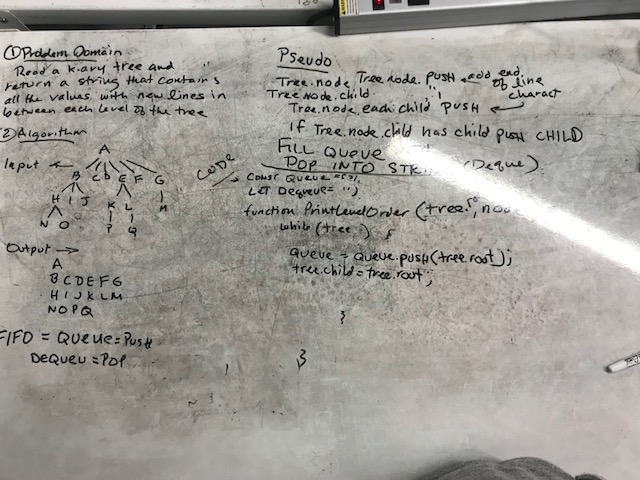 ① Problem Domain
Read a k-ary tree and
return a string that contains
all the values with new lines in
between each level of the tree
② Algorithm
Input ←
A
B C D E F G
H I J K L M
N O P Q
Output →
A
B C D E F G
H I J K L M
N O P Q
FIFO = Queue = Push
DEQUEU = POP
Pseudo
Tree.node Tree.node.push ← add end of line charact
Tree.node.child
Tree.node.each child PUSH ←
If Tree.node.child has child push CHILD
FILL QUEUE
POP INTO (Deque)
CODE
const Queue = [];
Let Dequeue = '';
function PrintLevelOrder (tree, node
while (tree) {
queue = queue.push(tree.root);
tree.child = tree.root;
}
}